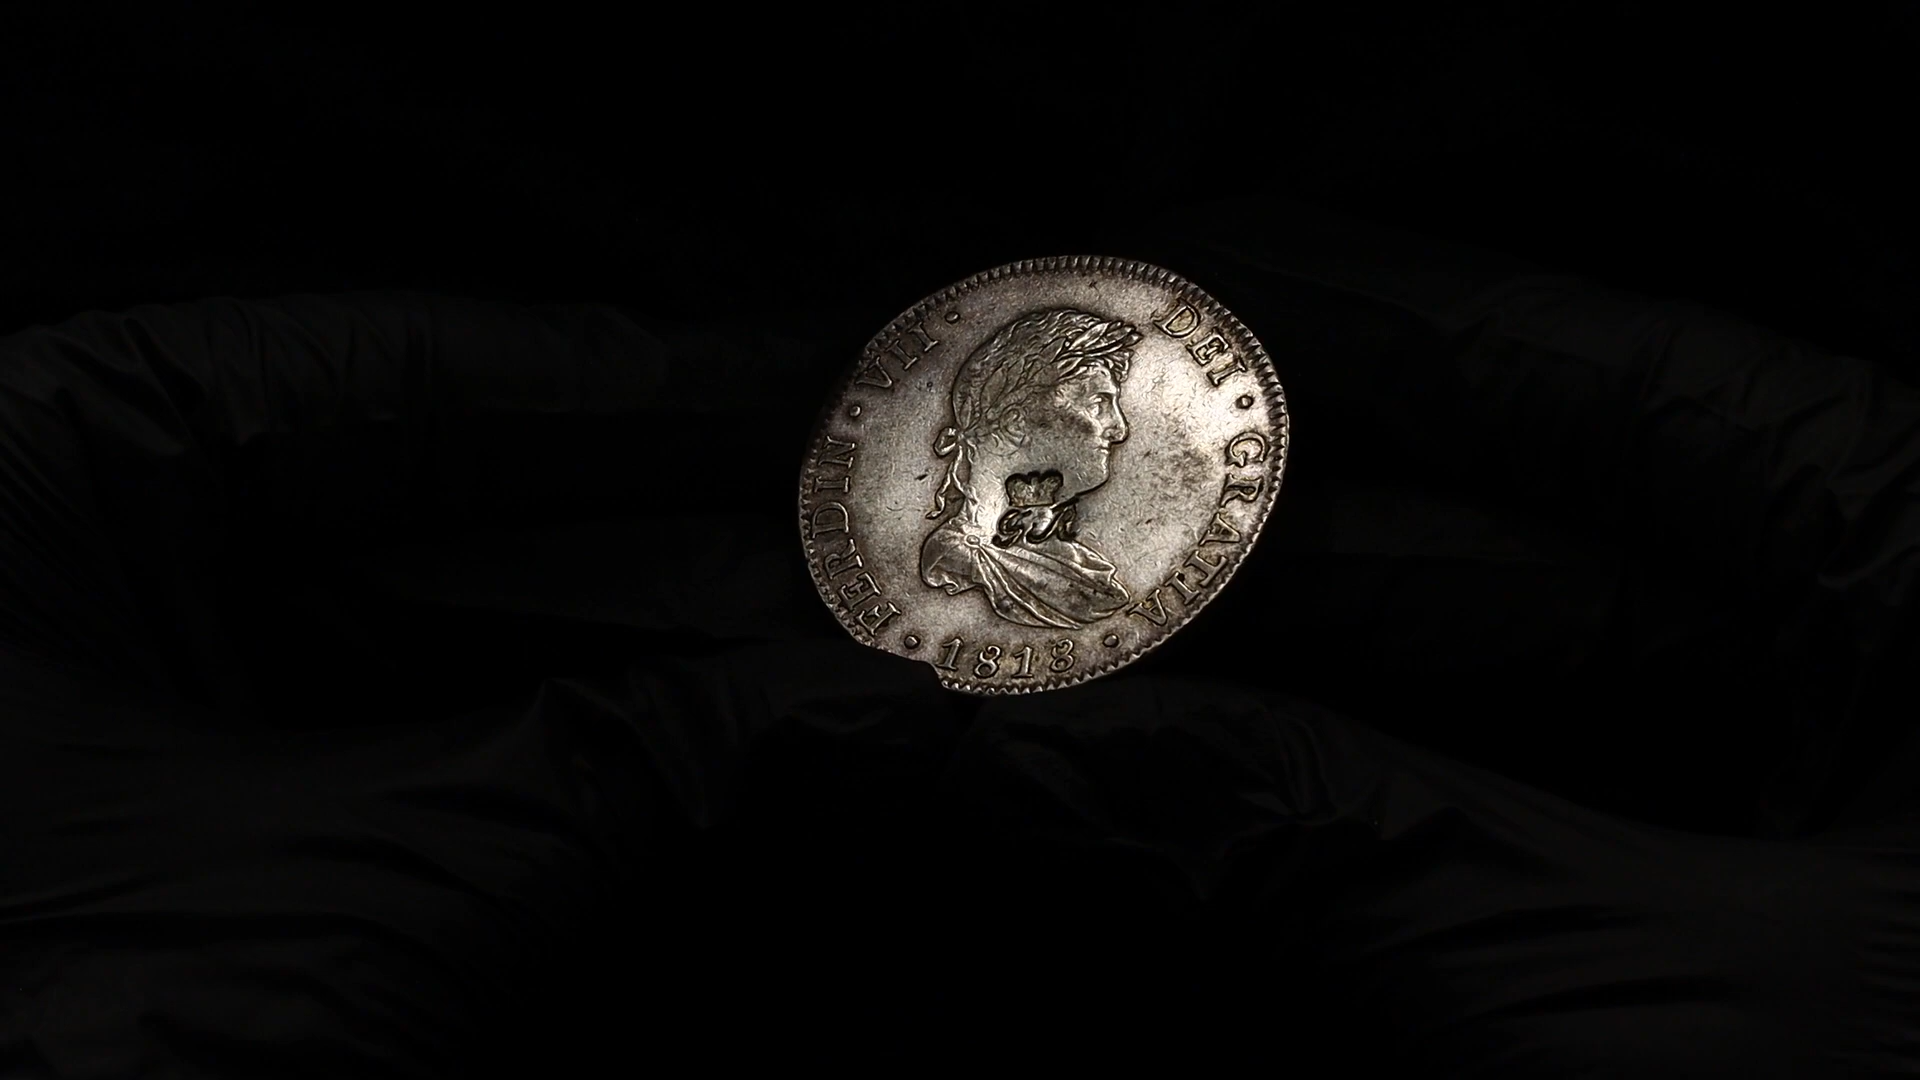 FERDIN · VII · DEI · GRATIA
· 1818 ·